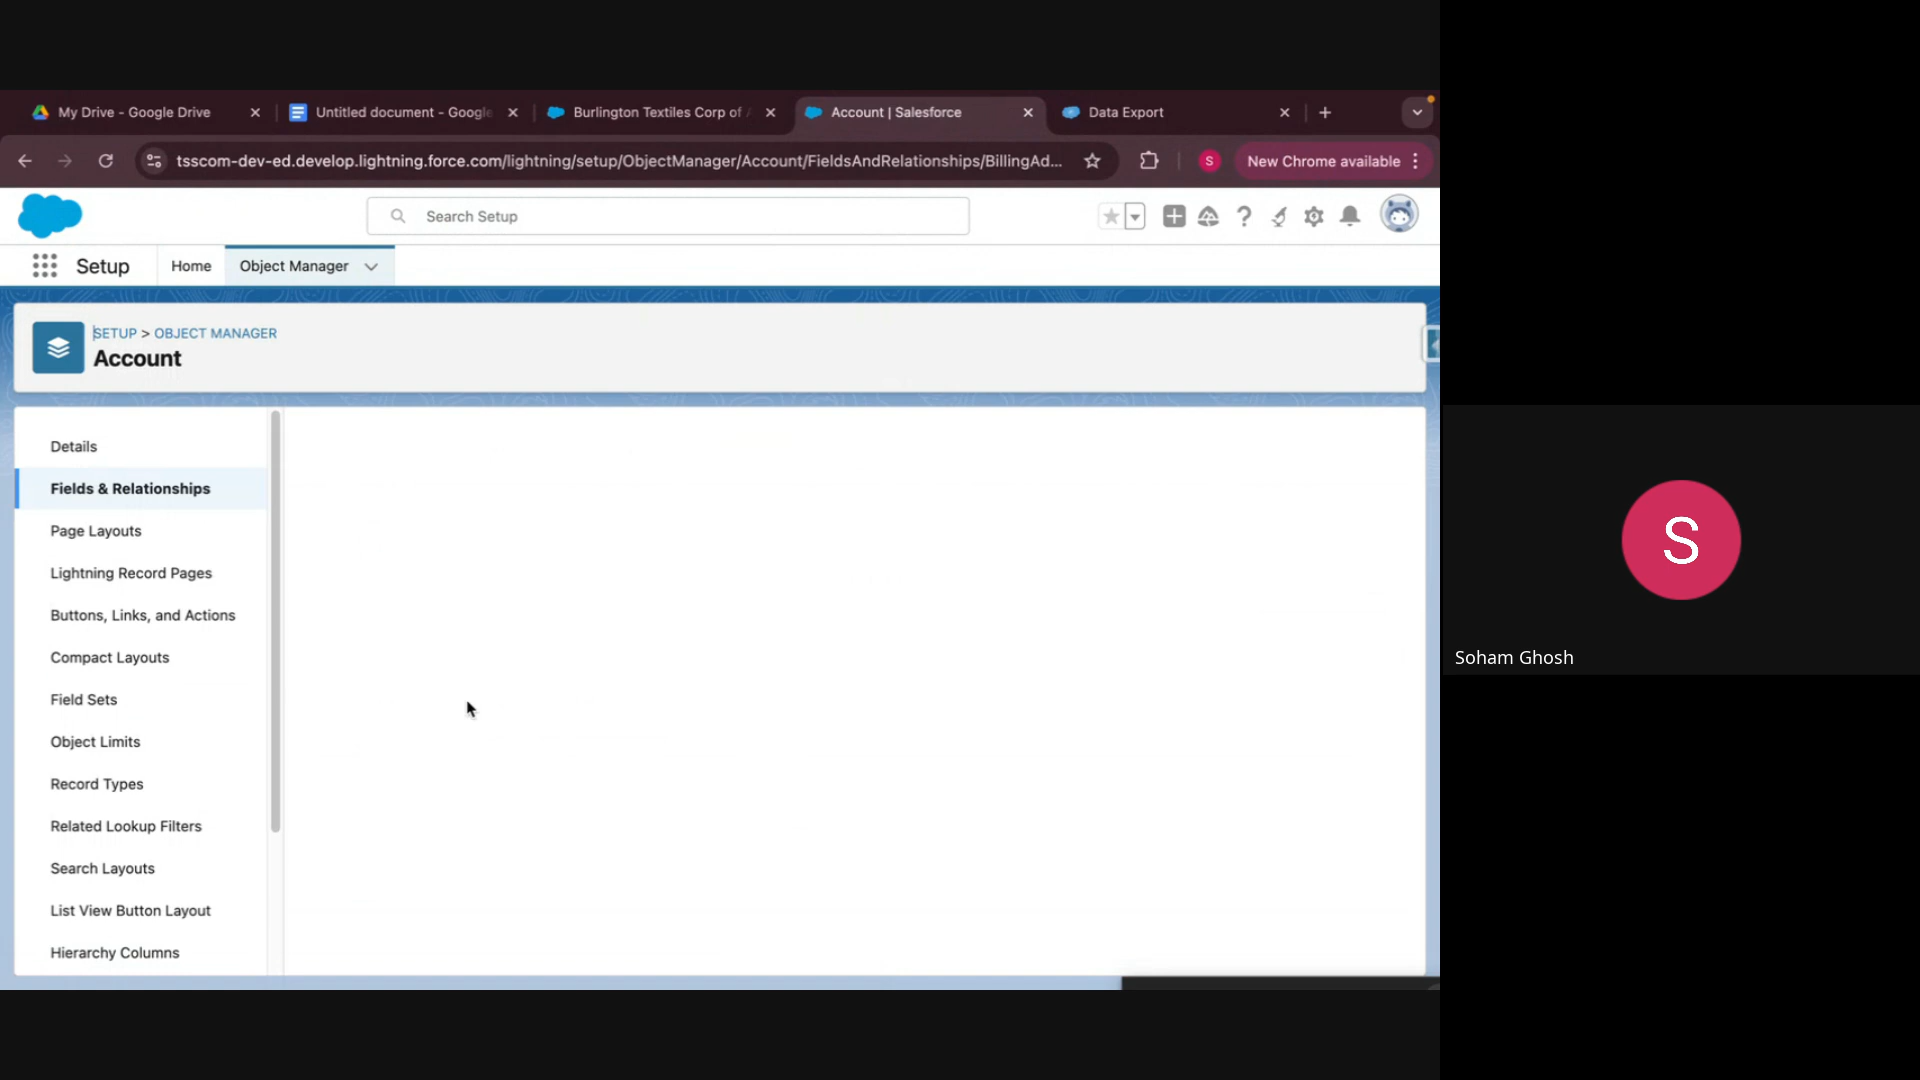 My Drive - Google Drive
Untitled document - Google
Burlington Textiles Corp of
Account | Salesforce
Data Export
tsscom-dev-ed.develop.lightning.force.com/lightning/setup/ObjectManager/Account/FieldsAndRelationships/BillingAd...
S
New Chrome available
Search Setup
Setup
Home
Object Manager
SETUP > OBJECT MANAGER
Account
Details
Fields & Relationships
Page Layouts
Lightning Record Pages
Buttons, Links, and Actions
Compact Layouts
Field Sets
Object Limits
Record Types
Related Lookup Filters
Search Layouts
List View Button Layout
Hierarchy Columns
S
Soham Ghosh